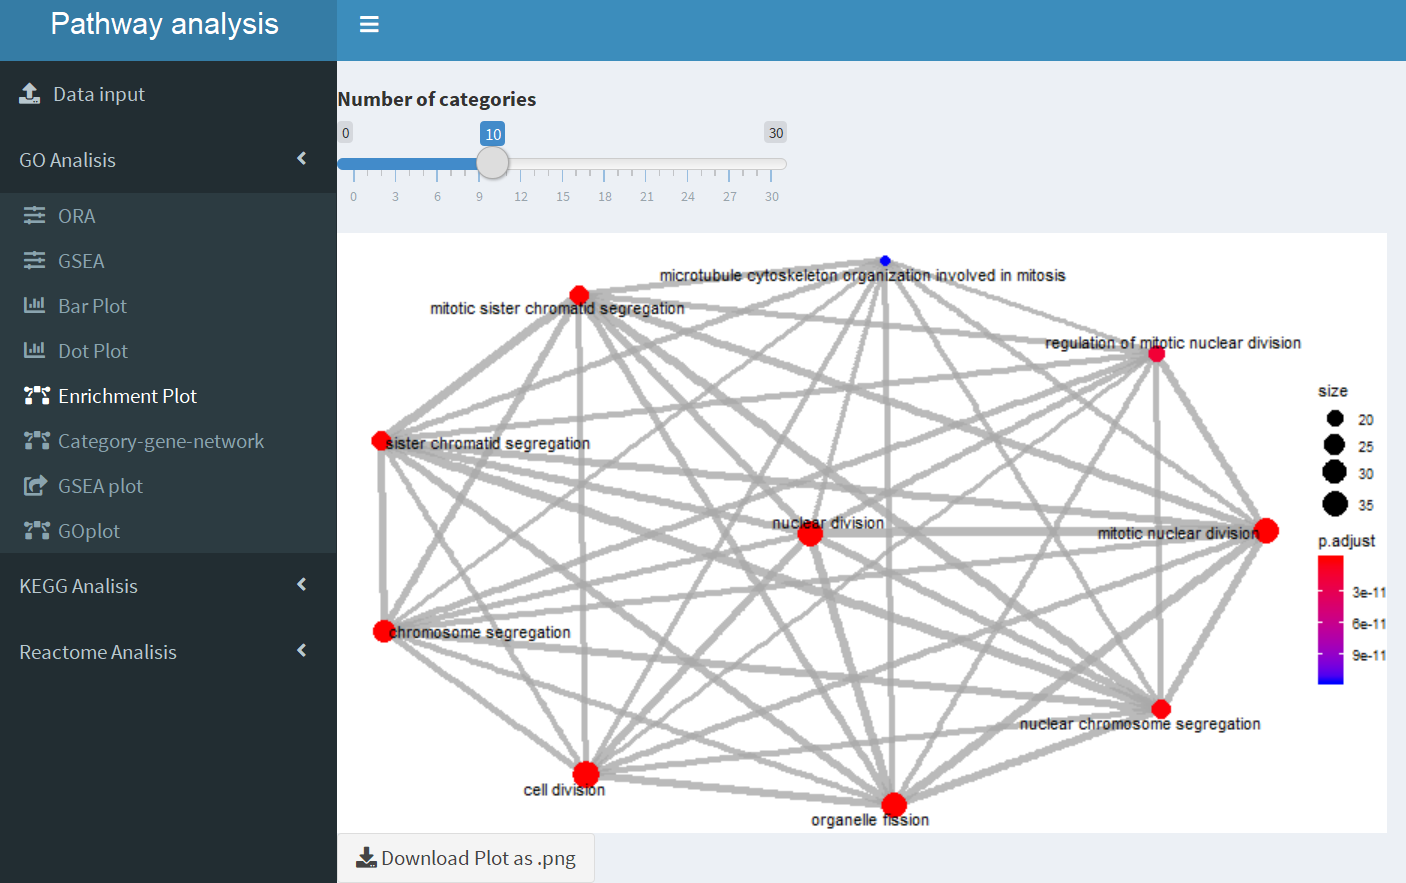 Pathway analysis
Data input
GO Analisis
ORA
GSEA
Bar Plot
Dot Plot
Enrichment Plot
Category-gene-network
GSEA plot
GOplot
KEGG Analisis
Reactome Analisis
Number of categories
0 10 30
0 3 6 9 12 15 18 21 24 27 30
microtubule cytoskeleton organization involved in mitosis
mitotic sister chromatid segregation
regulation of mitotic nuclear division
sister chromatid segregation
nuclear division
mitotic nuclear division
chromosome segregation
nuclear chromosome segregation
cell division
organelle fission
size
20
25
30
35
p.adjust
3e-11
6e-11
9e-11
Download Plot as .png